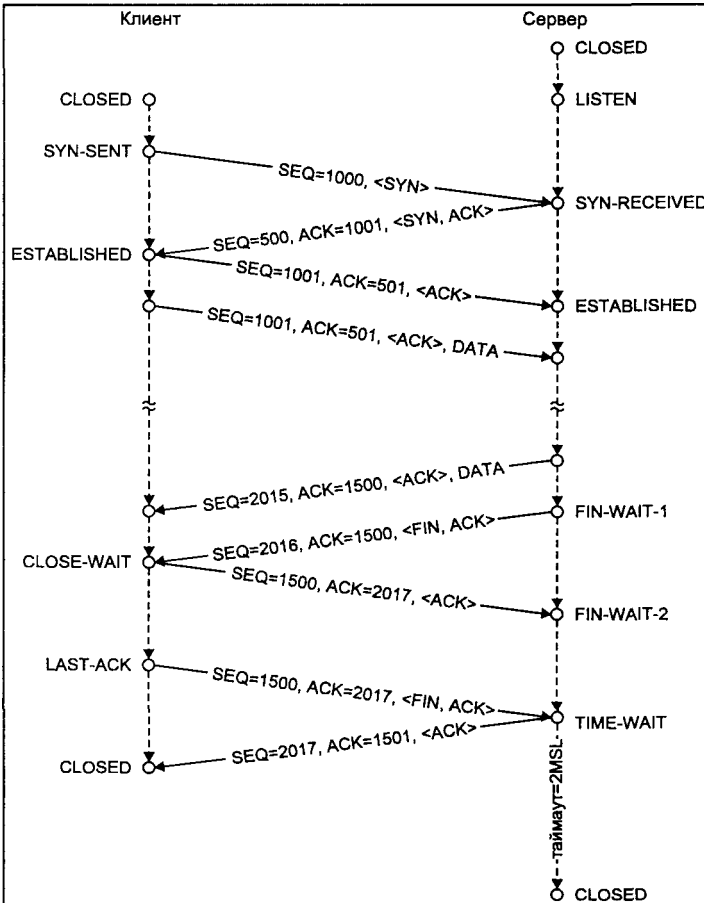 Клиент
Сервер
CLOSED
CLOSED
LISTEN
SYN-SENT
SEQ=1000, <SYN>
SYN-RECEIVED
SEQ=500, ACK=1001, <SYN, ACK>
ESTABLISHED
SEQ=1001, ACK=501, <ACK>
ESTABLISHED
SEQ=1001, ACK=501, <ACK>, DATA
SEQ=2015, ACK=1500, <ACK>, DATA
FIN-WAIT-1
SEQ=2016, ACK=1500, <FIN, ACK>
CLOSE-WAIT
SEQ=1500, ACK=2017, <ACK>
FIN-WAIT-2
LAST-ACK
SEQ=1500, ACK=2017, <FIN, ACK>
TIME-WAIT
SEQ=2017, ACK=1501, <ACK>
CLOSED
таймаут=2MSL
CLOSED